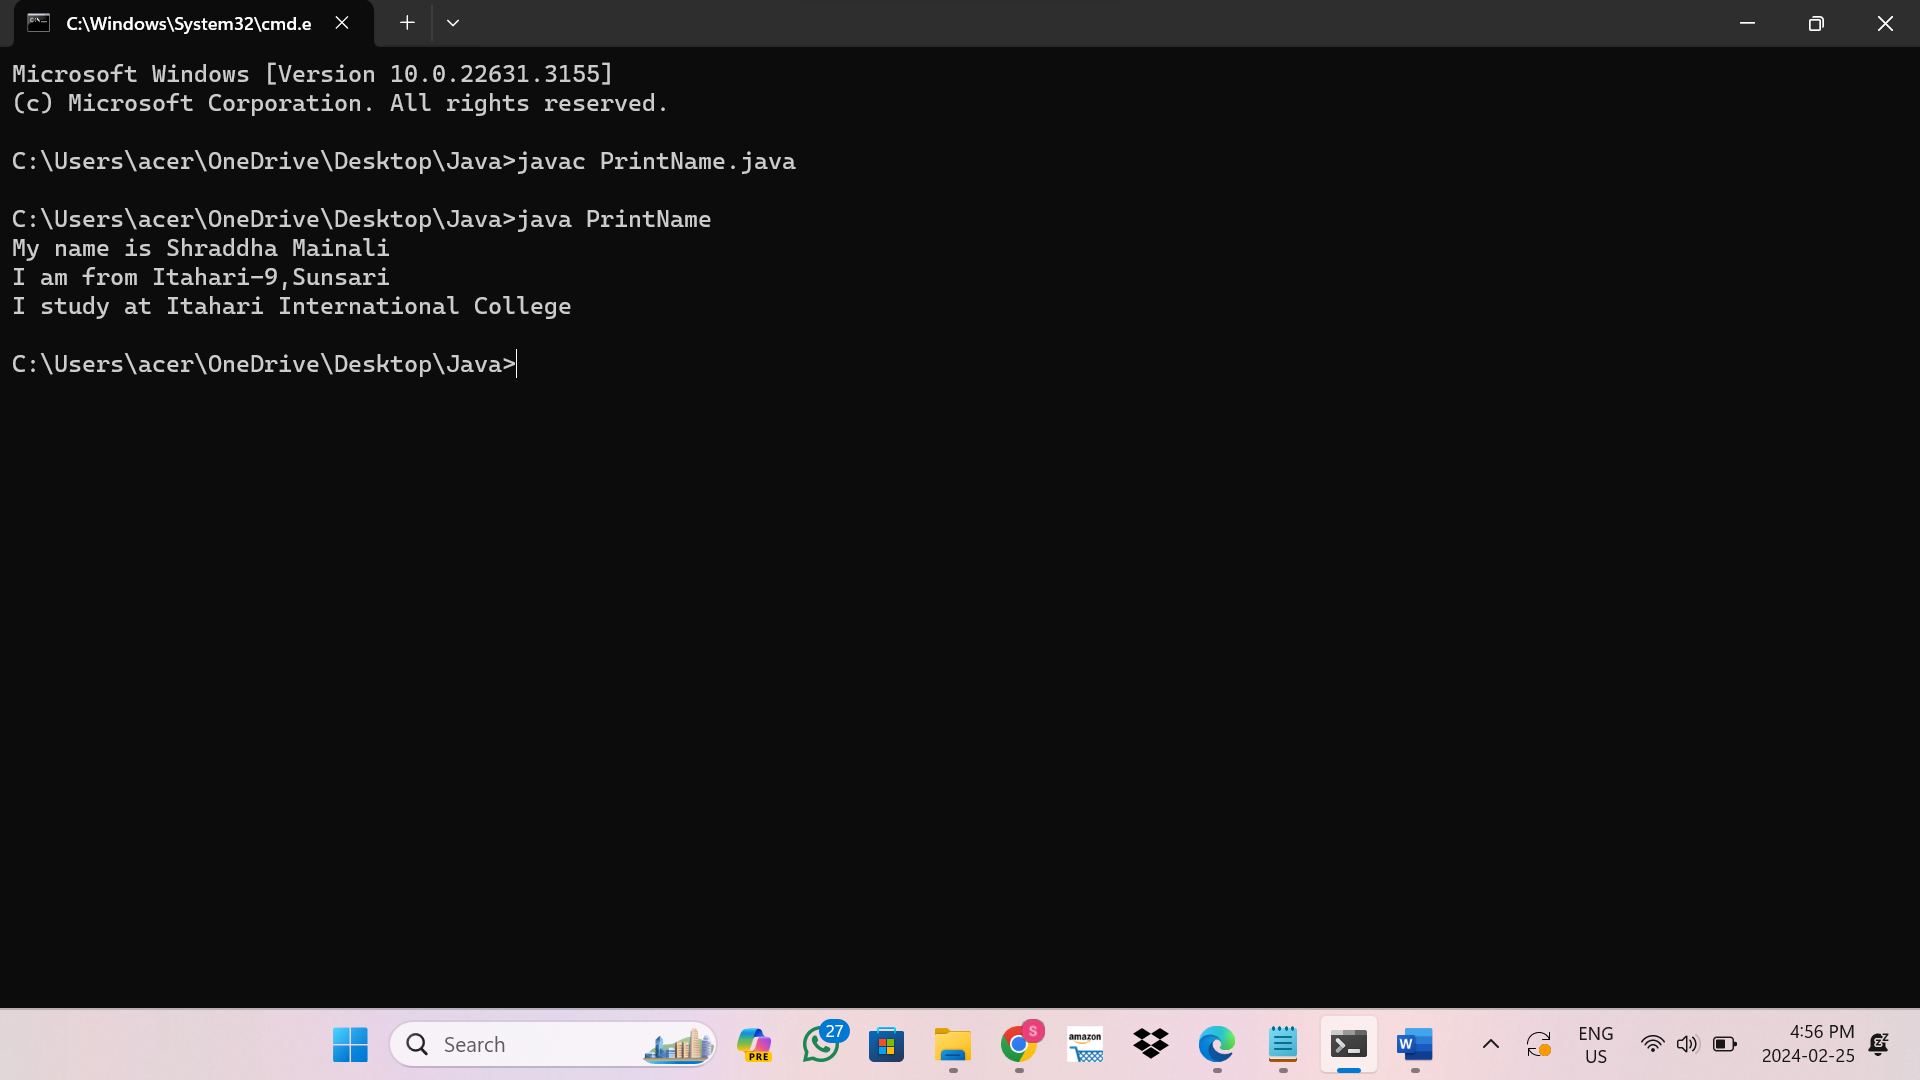 C:\Windows\System32\cmd.e
Microsoft Windows [Version 10.0.22631.3155]
(c) Microsoft Corporation. All rights reserved.
C:\Users\acer\OneDrive\Desktop\Java>javac PrintName.java
C:\Users\acer\OneDrive\Desktop\Java>java PrintName
My name is Shraddha Mainali
I am from Itahari-9,Sunsari
I study at Itahari International College
C:\Users\acer\OneDrive\Desktop\Java>
Search
PRE
27
S
amazon
W
ENG
US
4:56 PM
2024-02-25